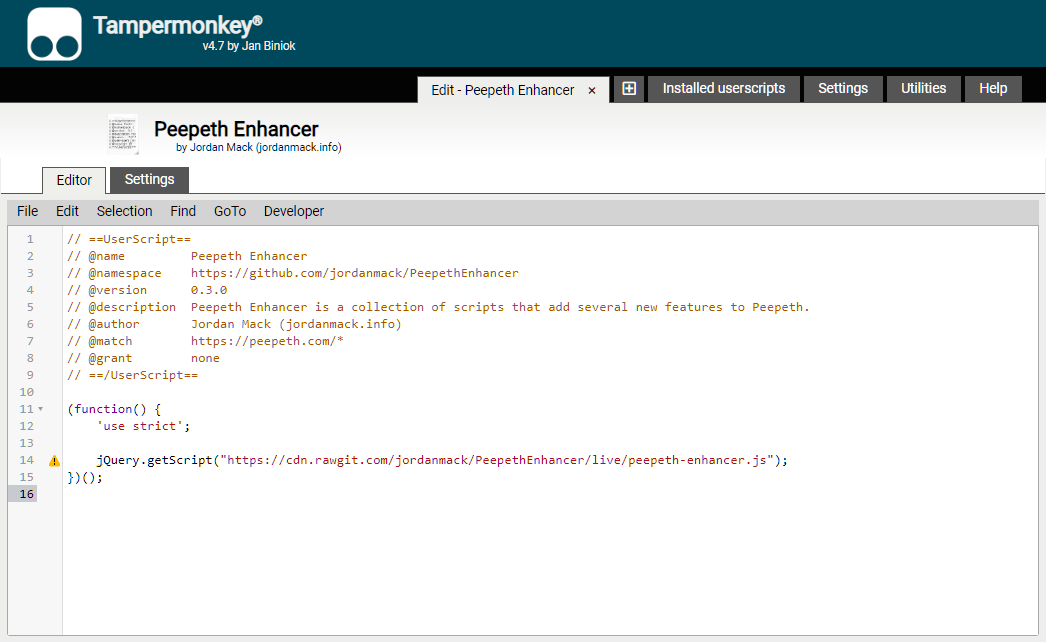 Tampermonkey®
v4.7 by Jan Biniok
Edit - Peepeth Enhancer ×
Installed userscripts
Settings
Utilities
Help
Peepeth Enhancer
by Jordan Mack (jordanmack.info)
Editor
Settings
File Edit Selection Find GoTo Developer
1 // ==UserScript==
2 // @name Peepeth Enhancer
3 // @namespace https://github.com/jordanmack/PeepethEnhancer
4 // @version 0.3.0
5 // @description Peepeth Enhancer is a collection of scripts that add several new features to Peepeth.
6 // @author Jordan Mack (jordanmack.info)
7 // @match https://peepeth.com/*
8 // @grant none
9 // ==/UserScript==
10
11 (function() {
12 'use strict';
13
14 jQuery.getScript("https://cdn.rawgit.com/jordanmack/PeepethEnhancer/live/peepeth-enhancer.js");
15 })();
16